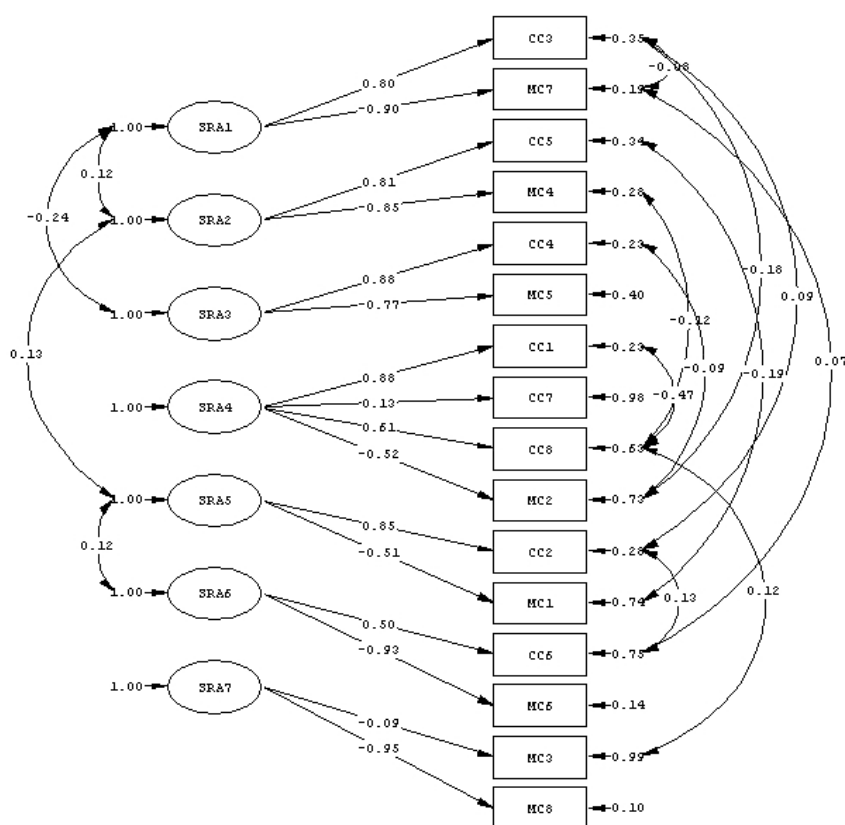 CC3
0.35
-0.08
0.80
MC7
0.19
-0.90
1.00
SRA1
CC5
0.34
0.12
0.81
MC4
0.28
-0.85
-0.24
1.00
SRA2
CC4
0.23
-0.18
0.09
0.88
MC5
0.40
-0.77
1.00
SRA3
-0.12
CC1
0.23
0.13
0.07
-0.09
-0.19
0.88
CC7
0.98
-0.47
0.13
1.00
SRA4
0.61
CC8
0.63
-0.52
MC2
0.73
1.00
SRA5
0.85
CC2
0.28
0.12
-0.51
MC1
0.74
0.13
0.12
1.00
SRA6
0.50
CC6
0.75
-0.93
MC6
0.14
1.00
SRA7
-0.09
MC3
0.99
-0.95
MC8
0.10